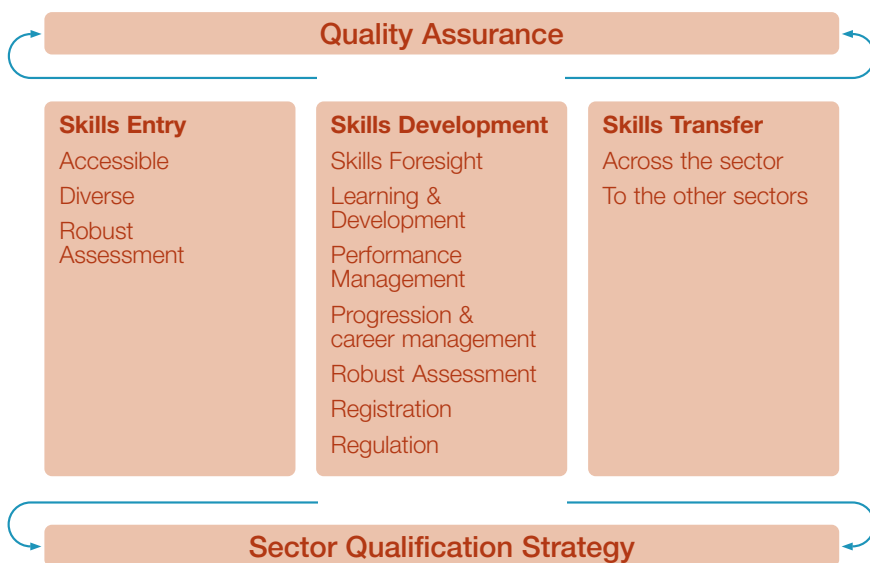 Quality Assurance
Skills Entry
Accessible
Diverse
Robust
Assessment
Skills Development
Skills Foresight
Learning &
Development
Performance
Management
Progression &
career management
Robust Assessment
Registration
Regulation
Skills Transfer
Across the sector
To the other sectors
Sector Qualification Strategy